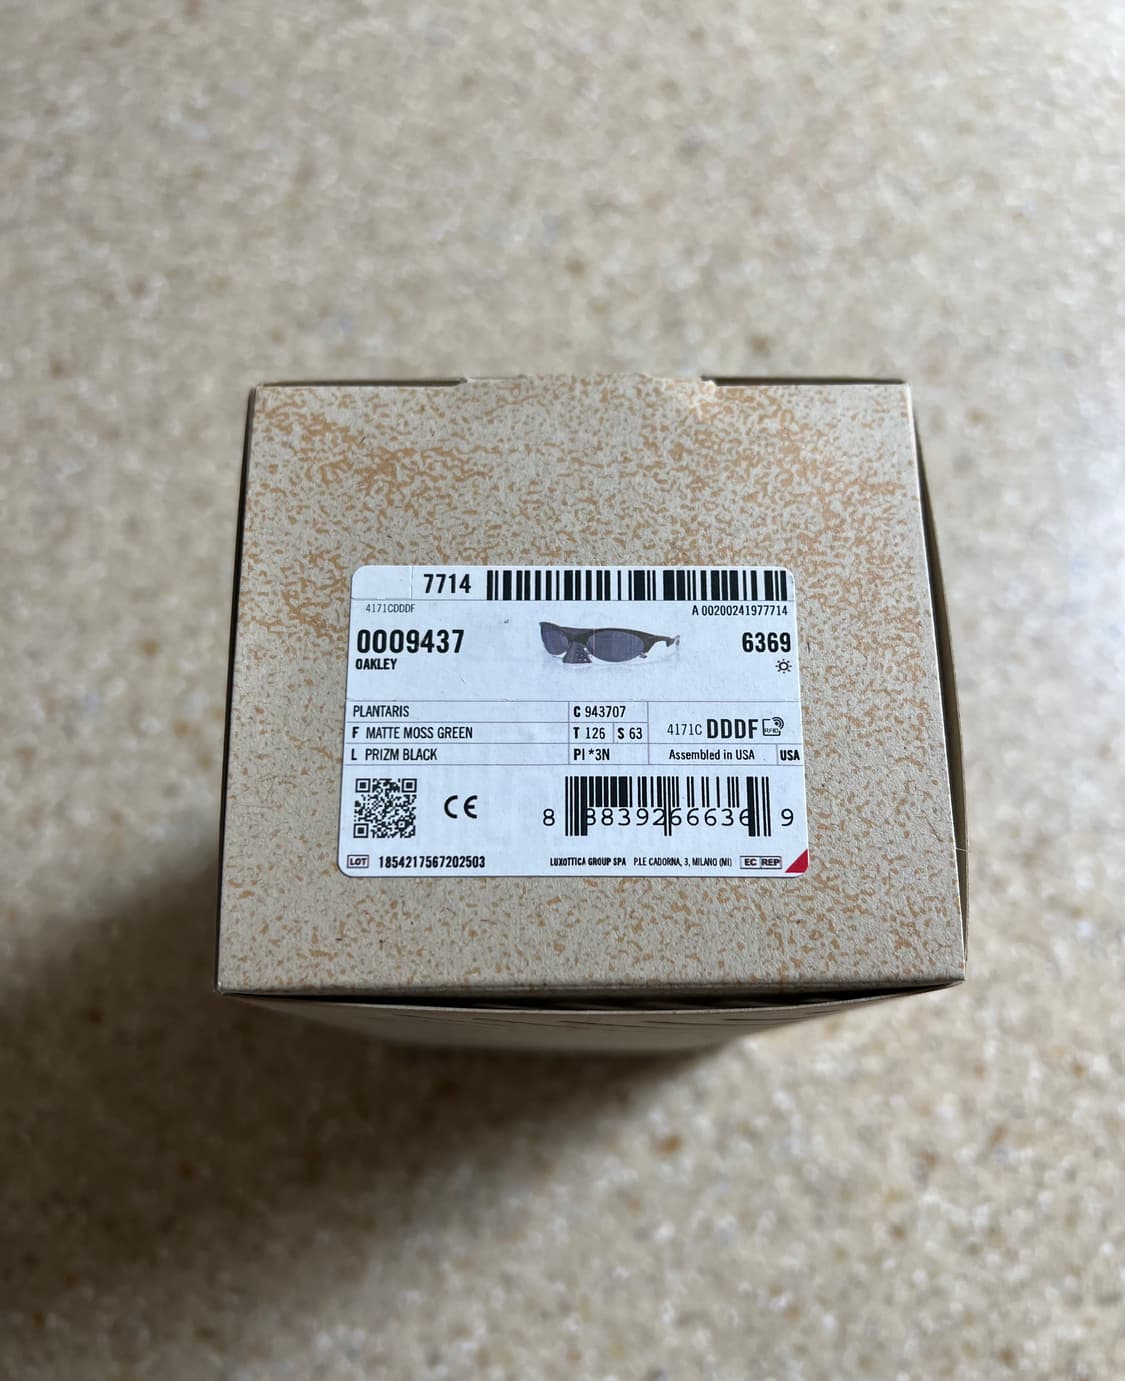 7714
4171CDDDF
A 00200241977714
0009437
6369
OAKLEY
PLANTARIS
C 943707
F MATTE MOSS GREEN
T 126
S 63
4171C DDDF
RFID
L PRIZM BLACK
PI *3N
Assembled in USA
USA
CE
8 883926663 9
LOT 1854217567202503
LUXOTTICA GROUP SPA P.LE CADORNA, 3, MILANO (MI) EC REP